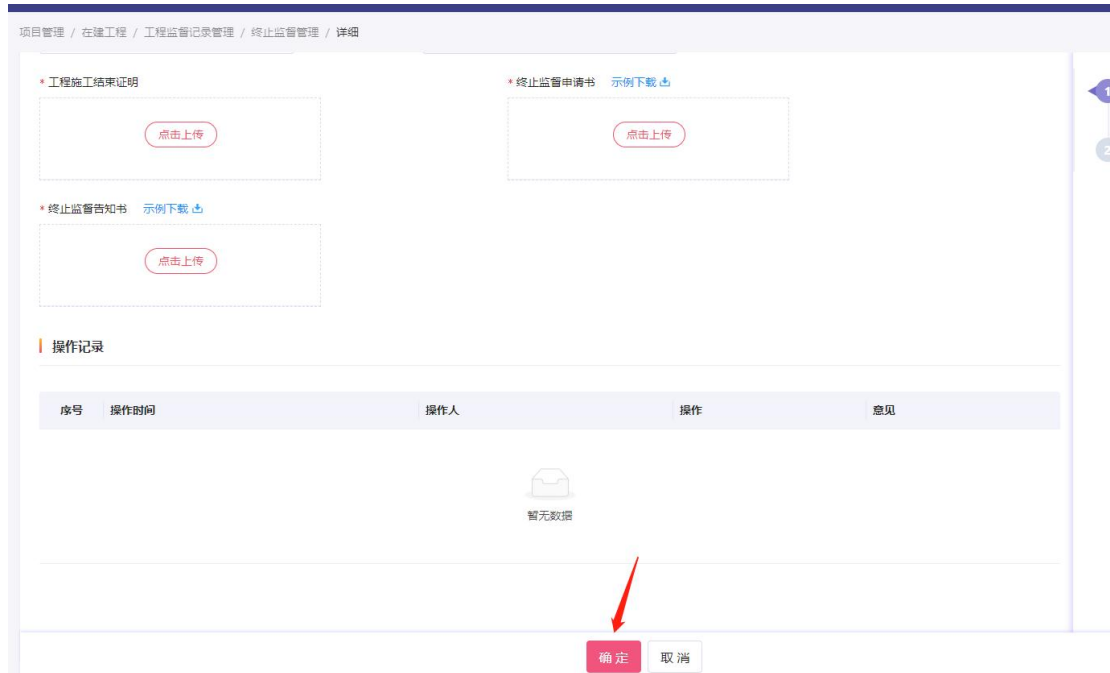 项目管理 / 在建工程 / 工程监督记录管理 / 终止监督管理 / 详细
1
* 工程施工结束证明
* 终止监督申请书 示例下载
点击上传
点击上传
2
* 终止监督告知书 示例下载
点击上传
操作记录
序号 操作时间 操作人 操作 意见
暂无数据
确定 取消